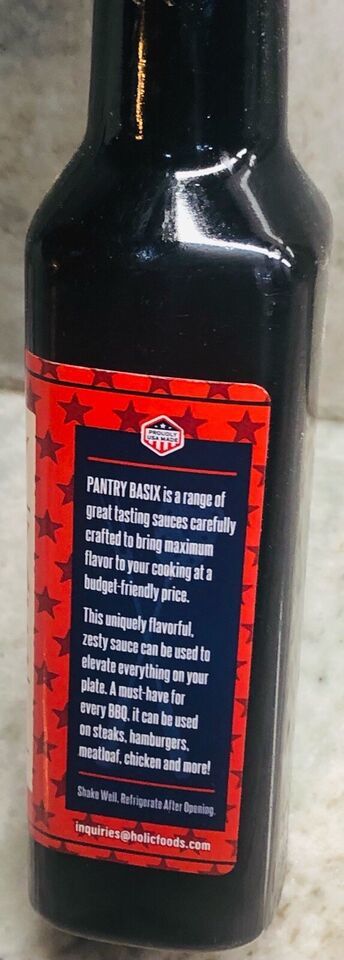 PROUDLY
USA MADE
PANTRY BASIX is a range of
great tasting sauces carefully
crafted to bring maximum
flavor to your cooking at a
budget-friendly price.
This uniquely flavorful,
zesty sauce can be used to
elevate everything on your
plate. A must-have for
every BBQ, it can be used
on steaks, hamburgers,
meatloaf, chicken and more!
Shake Well, Refrigerate After Opening.
inquiries@holicfoods.com